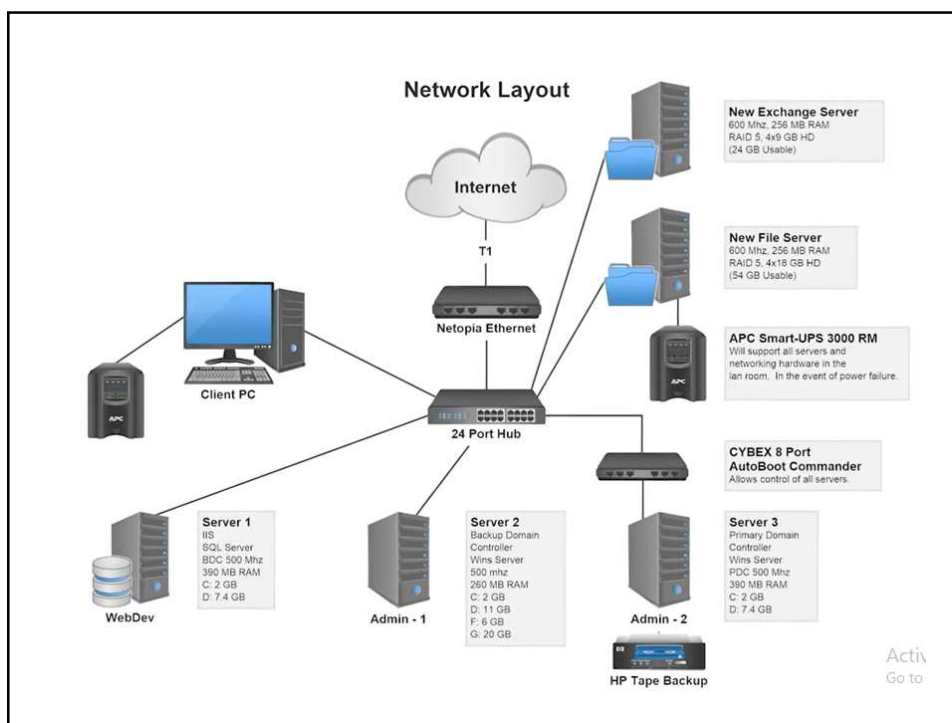 Network Layout
Internet
T1
Netopia Ethernet
New Exchange Server
600 Mhz, 256 MB RAM
RAID 5, 4x9 GB HD
(24 GB Usable)
New File Server
600 Mhz, 256 MB RAM
RAID 5, 4x18 GB HD
(54 GB Usable)
APC Smart-UPS 3000 RM
Will support all servers and
networking hardware in the
lan room. In the event of power failure.
APC
Client PC
APC
24 Port Hub
CYBEX 8 Port
AutoBoot Commander
Allows control of all servers.
Server 1
IIS
SQL Server
BDC 500 Mhz
390 MB RAM
C: 2 GB
D: 7.4 GB
WebDev
Server 2
Backup Domain
Controller
Wins Server
500 mhz
260 MB RAM
C: 2 GB
D: 11 GB
F: 6 GB
G: 20 GB
Admin - 1
Server 3
Primary Domain
Controller
Wins Server
PDC 500 Mhz
390 MB RAM
C: 2 GB
D: 7.4 GB
Admin - 2
HP Tape Backup
Activ
Go to